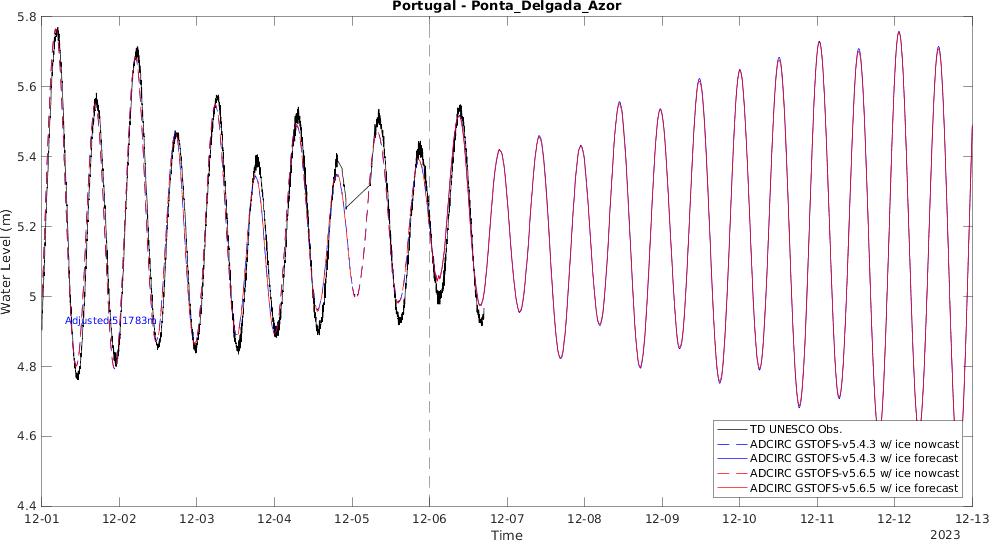 Portugal - Ponta_Delgada_Azor
5.8
5.6
5.4
5.2
5
4.8
4.6
4.4
Water Level (m)
Adjusted:5.1783m
TD UNESCO Obs.
ADCIRC GSTOFS-v5.4.3 w/ ice nowcast
ADCIRC GSTOFS-v5.4.3 w/ ice forecast
ADCIRC GSTOFS-v5.6.5 w/ ice nowcast
ADCIRC GSTOFS-v5.6.5 w/ ice forecast
12-01 12-02 12-03 12-04 12-05 12-06 12-07 12-08 12-09 12-10 12-11 12-12 12-13
Time
2023